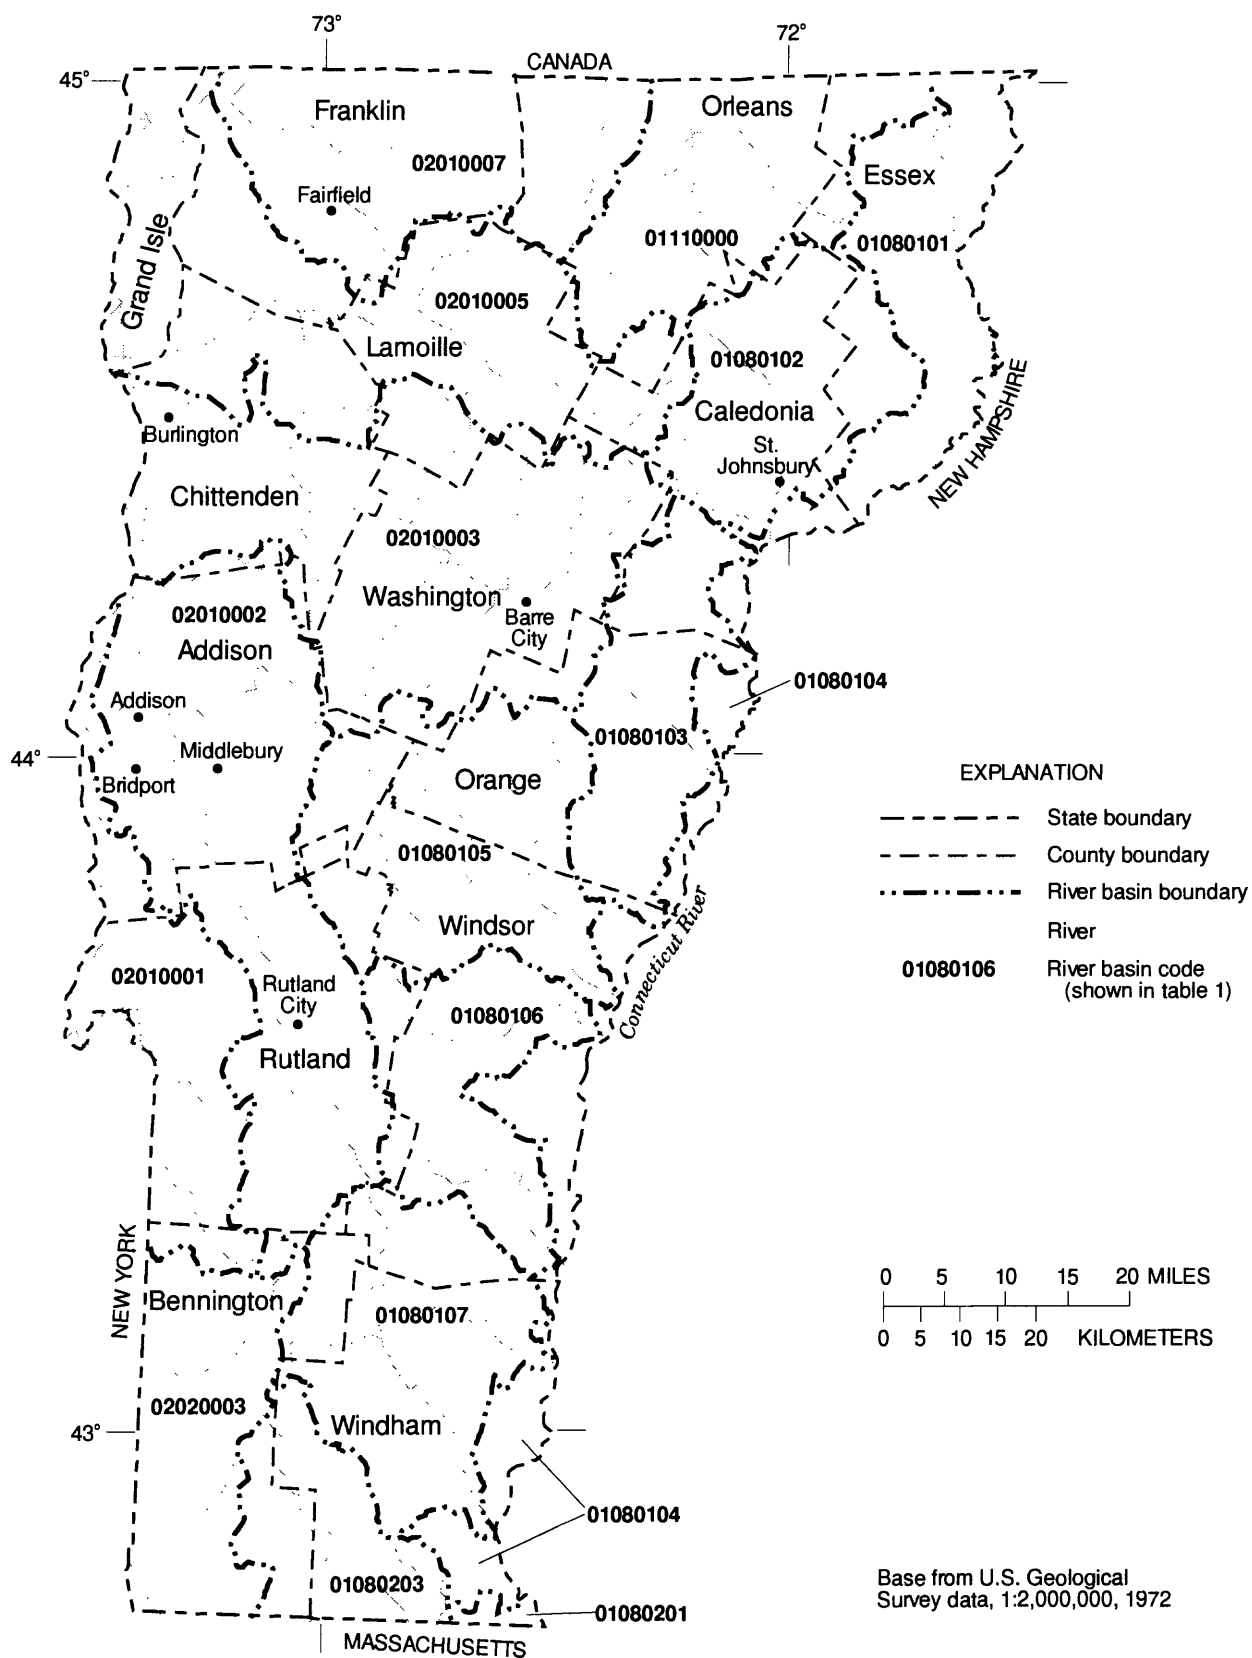 73°
72°
CANADA
45°
Franklin
Orleans
02010007
Essex
Fairfield
Grand Isle
01110000
01080101
02010005
Lamoille
01080102
NEW HAMPSHIRE
Caledonia
Burlington
St.
Johnsbury
Chittenden
02010003
Washington
Barre
City
02010002
Addison
01080104
Addison
01080103
Middlebury
44°
Bridport
Orange
EXPLANATION
State boundary
County boundary
River basin boundary
River
01080106
River basin code
(shown in table 1)
01080105
Windsor
Connecticut River
02010001
Rutland
City
01080106
Rutland
NEW YORK
Bennington
01080107
0 5 10 15 20 MILES
0 5 10 15 20 KILOMETERS
02020003
Windham
43°
01080104
01080203
01080201
Base from U.S. Geological
Survey data, 1:2,000,000, 1972
MASSACHUSETTS